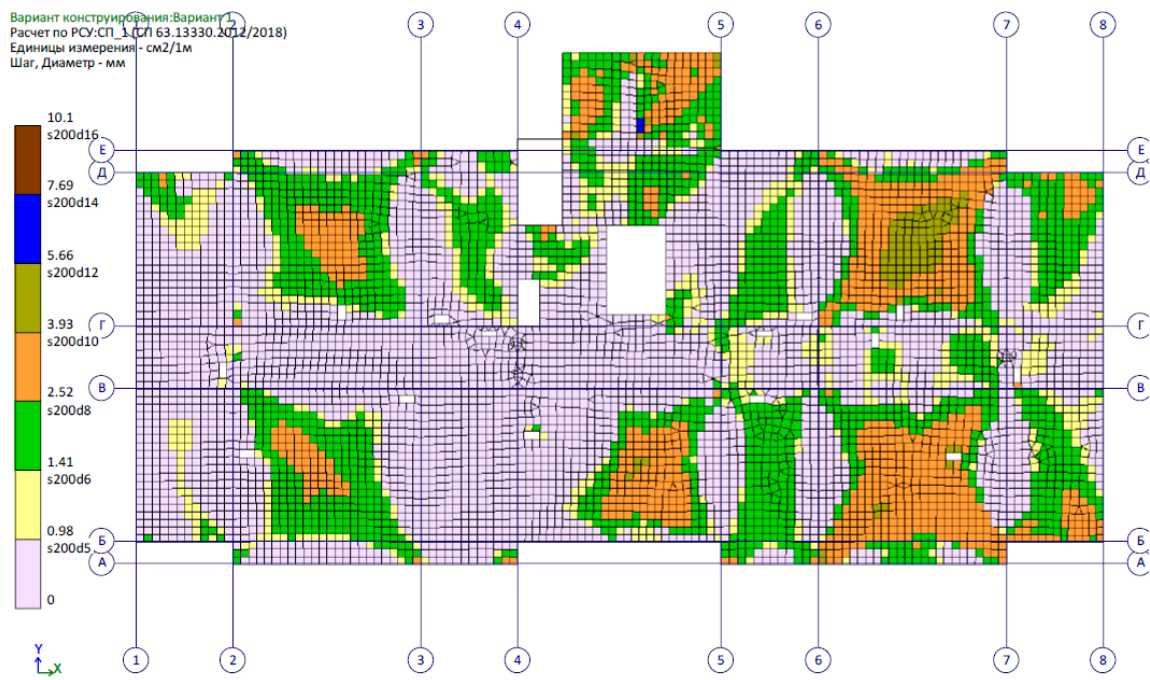 Вариант конструирования:Вариант 1
Расчет по РСУ:СП_1 (СП 63.13330.2012/2018)
Единицы измерения - см2/1м
Шаг, Диаметр - мм
1 2 3 4 5 6 7 8
10.1
s200d16
7.69
s200d14
5.66
s200d12
3.93
s200d10
2.52
s200d8
1.41
s200d6
0.98
s200d5
0
Е Е
Д Д
Г Г
В В
Б Б
А А
Y
X
1 2 3 4 5 6 7 8